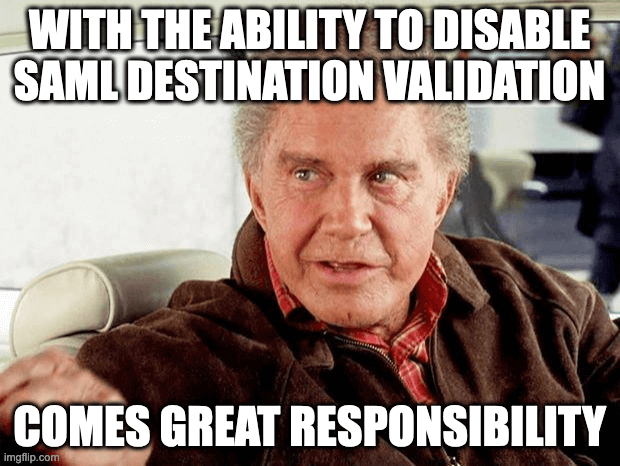 WITH THE ABILITY TO DISABLE
SAML DESTINATION VALIDATION
COMES GREAT RESPONSIBILITY
imgflip.com